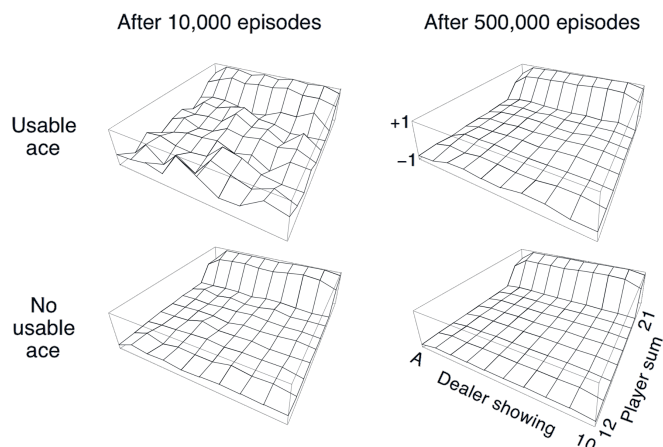 After 10,000 episodes
After 500,000 episodes
Usable
ace
+1
−1
No
usable
ace
A
Dealer showing
10
12
Player sum
21